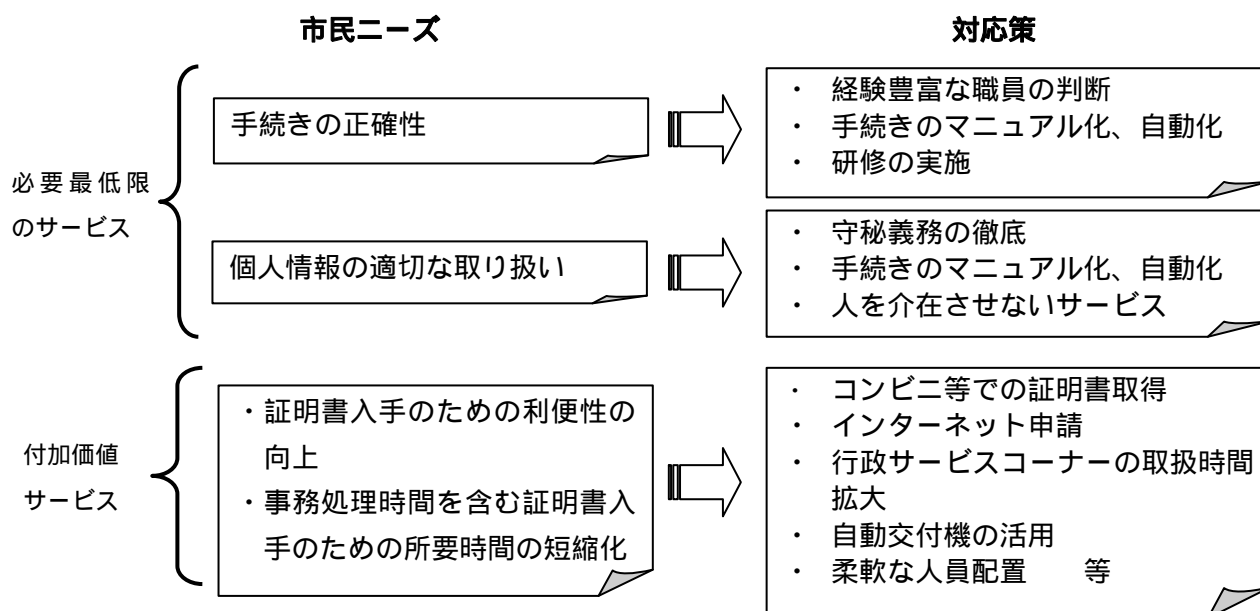 市民ニーズ
対応策
必要最低限
のサービス
手続きの正確性
・ 経験豊富な職員の判断
・ 手続きのマニュアル化、自動化
・ 研修の実施
個人情報の適切な取り扱い
・ 守秘義務の徹底
・ 手続きのマニュアル化、自動化
・ 人を介在させないサービス
付加価値
サービス
・証明書入手のための利便性の
向上
・事務処理時間を含む証明書入
手のための所要時間の短縮化
・ コンビニ等での証明書取得
・ インターネット申請
・ 行政サービスコーナーの取扱時間
拡大
・ 自動交付機の活用
・ 柔軟な人員配置 等